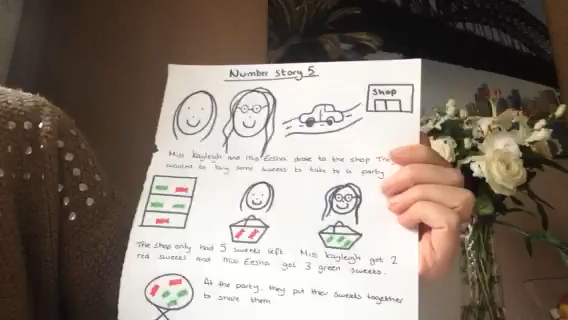 Number Story 5
Shop
Miss Kayleigh and Miss Eesha drove to the shop. They
wanted to buy some sweets to take to a party
The shop only had 5 sweets left. Miss Kayleigh got 2
red sweets and Miss Eesha got 3 green sweets.
At the party, they put their sweets together
to share them